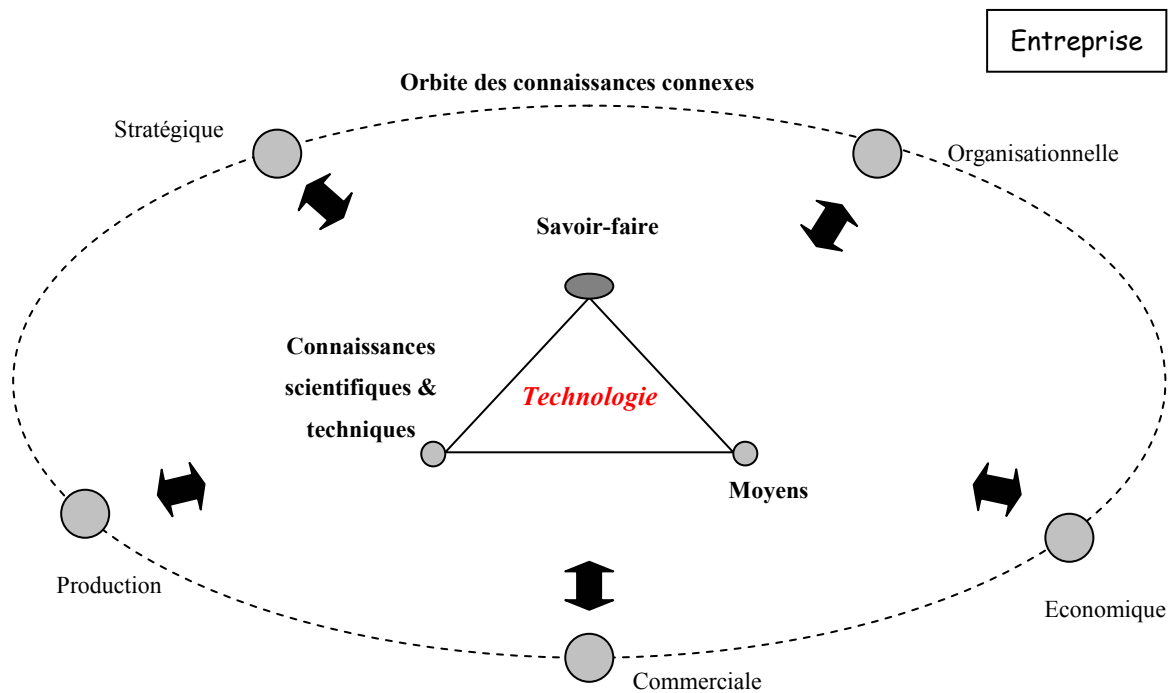 Entreprise
Orbite des connaissances connexes
Stratégique
Organisationnelle
Savoir-faire
Connaissances
scientifiques &
techniques
Technologie
Moyens
Production
Economique
Commerciale